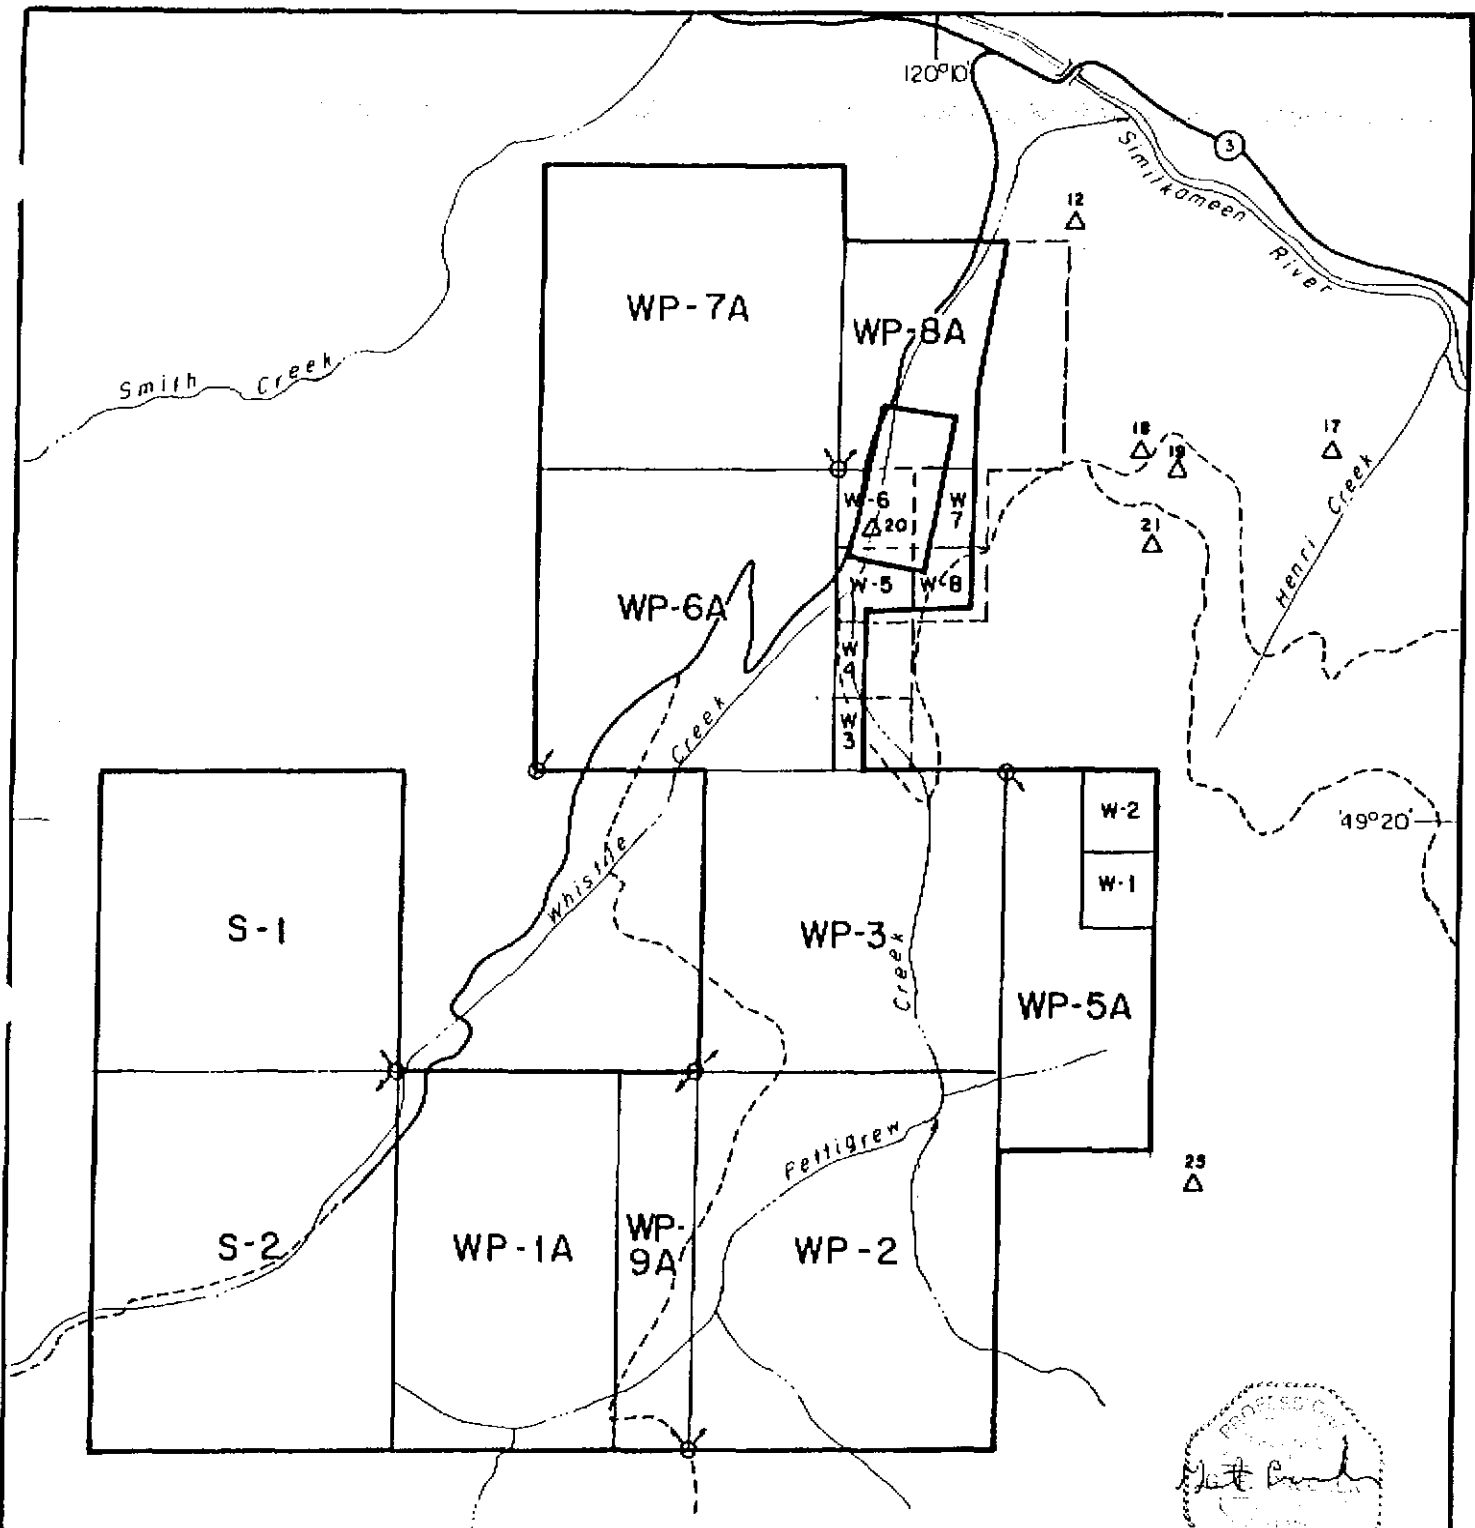 120°10'
3
Similkameen
River
12
WP-7A
WP-8A
Smith Creek
18
19
17
W-6
20
W
7
21
Henri Creek
W-5
W-8
WP-6A
W
4
W
3
Creek
W-2
49°20'
W-1
Whistle
S-1
WP-3
Creek
WP-5A
Pettigrew
25
S-2
WP-1A
WP-
9A
WP-2